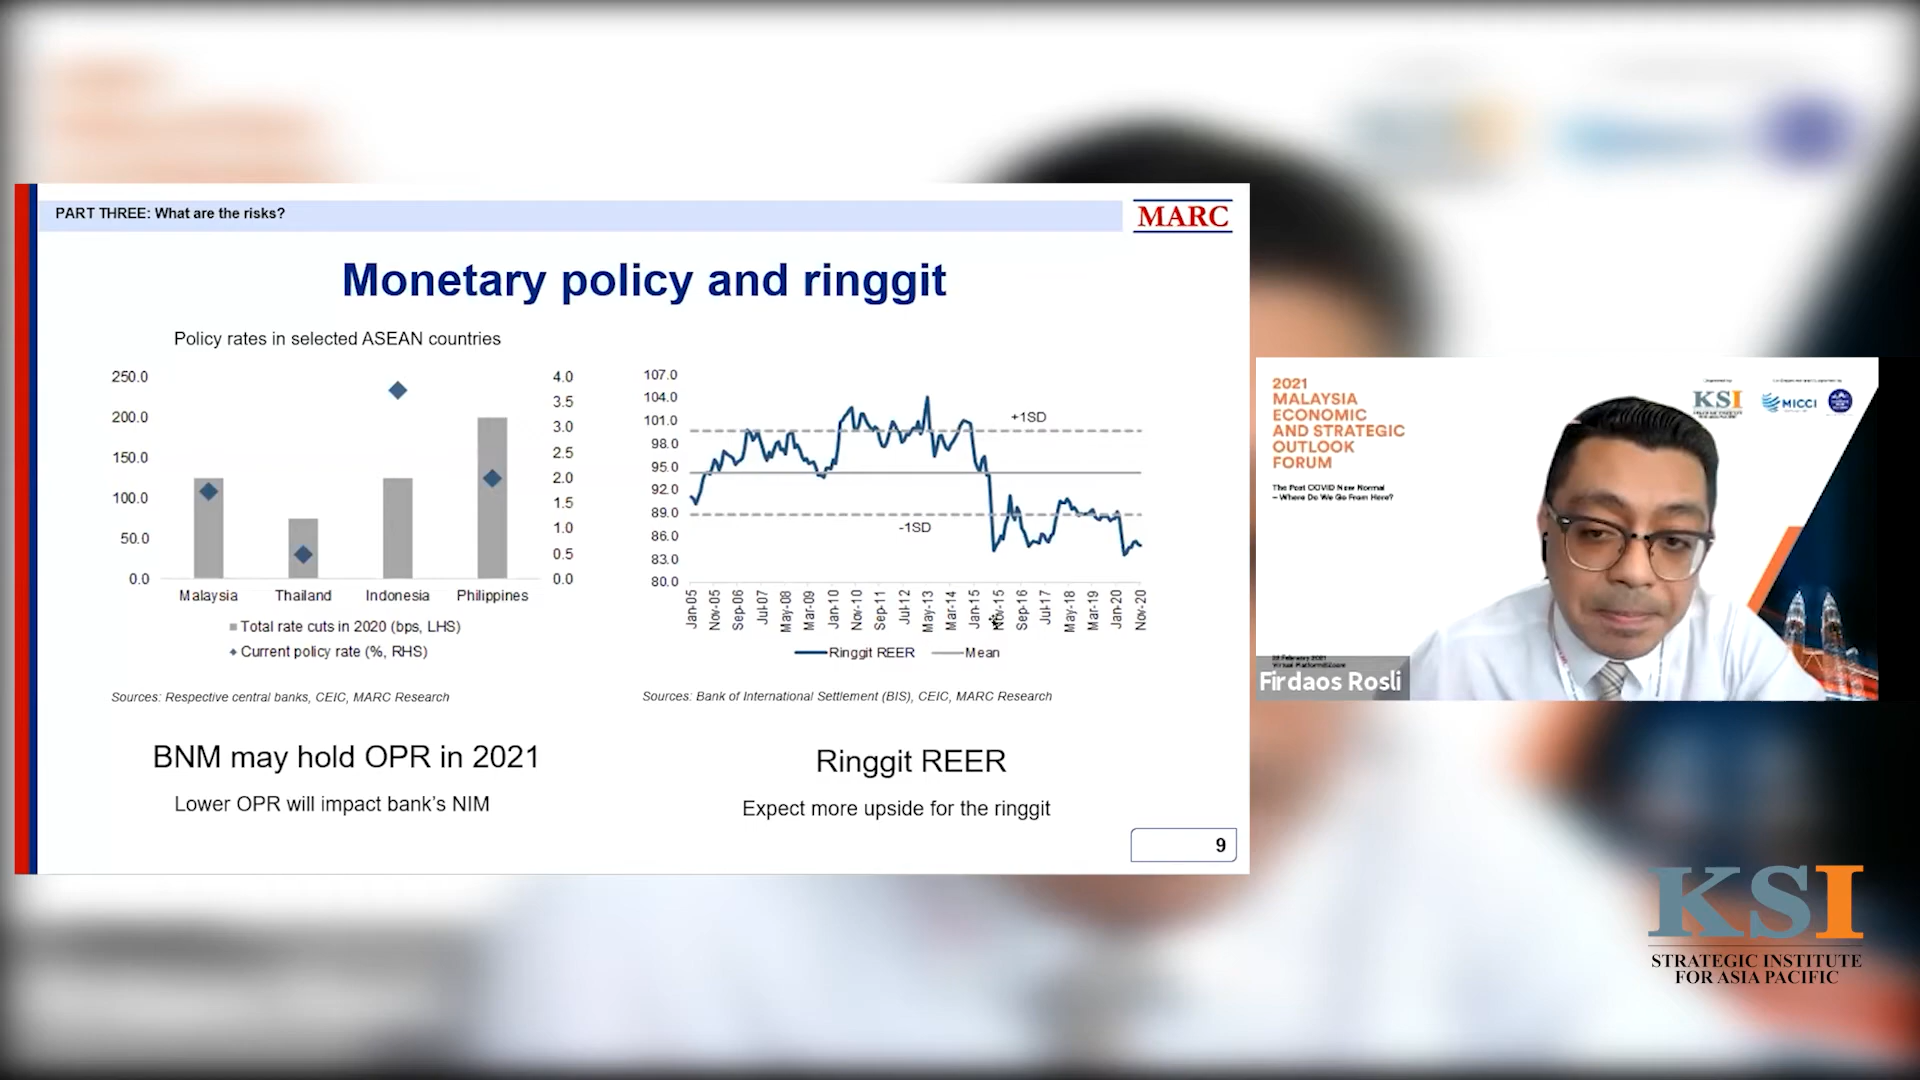 PART THREE: What are the risks?
MARC
Monetary policy and ringgit
Policy rates in selected ASEAN countries
250.0
200.0
150.0
100.0
50.0
0.0
4.0
3.5
3.0
2.5
2.0
1.5
1.0
0.5
0.0
Malaysia Thailand Indonesia Philippines
Total rate cuts in 2020 (bps, LHS)
Current policy rate (%, RHS)
Sources: Respective central banks, CEIC, MARC Research
BNM may hold OPR in 2021
Lower OPR will impact bank's NIM
107.0
104.0
101.0
98.0
95.0
92.0
89.0
86.0
83.0
80.0
+1SD
-1SD
Jan-05 Nov-05 Sep-06 Jul-07 May-08 Mar-09 Jan-10 Nov-10 Sep-11 Jul-12 May-13 Mar-14 Jan-15 Nov-15 Sep-16 Jul-17 May-18 Mar-19 Jan-20 Nov-20
Ringgit REER Mean
Sources: Bank of International Settlement (BIS), CEIC, MARC Research
Ringgit REER
Expect more upside for the ringgit
9
2021
MALAYSIA
ECONOMIC
AND STRATEGIC
OUTLOOK
FORUM
The Post COVID New Normal
– Where Do We Go From Here?
KSI
MICCI
Firdaos Rosli
KSI
STRATEGIC INSTITUTE
FOR ASIA PACIFIC